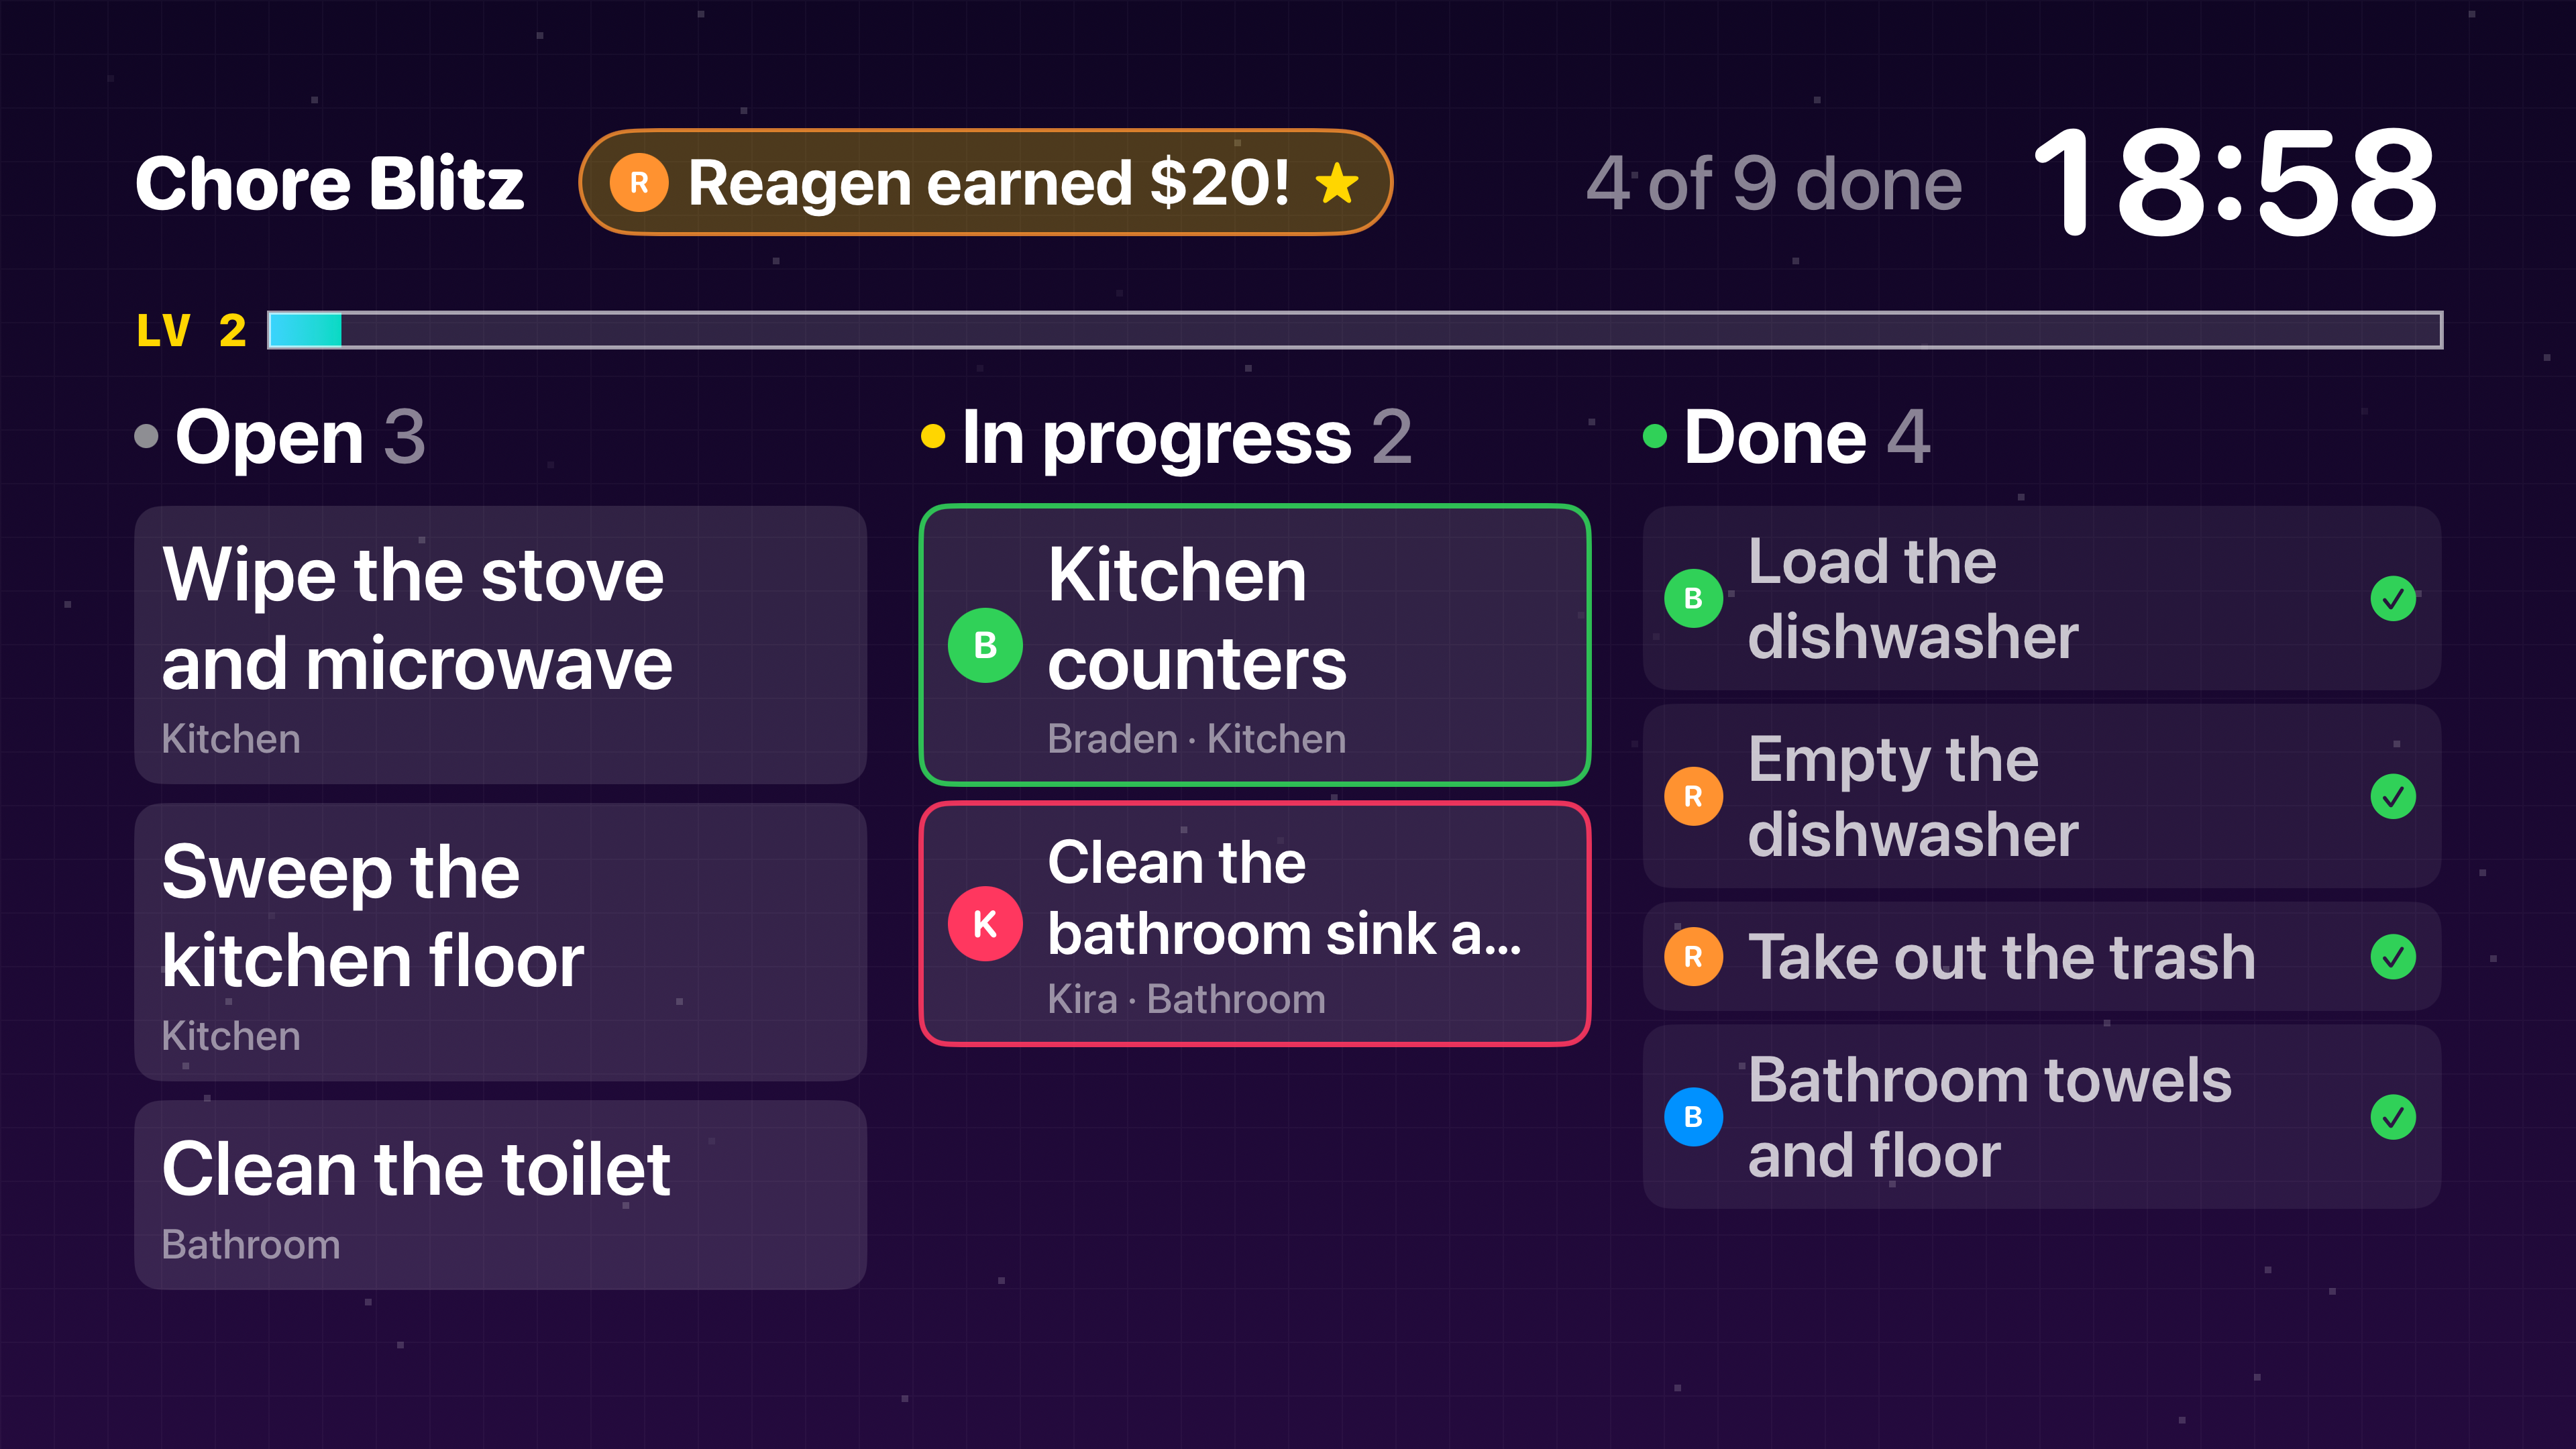 Chore Blitz
R Reagen earned $20!
4 of 9 done
18:58
LV 2
Open 3
Wipe the stove
and microwave
Kitchen
Sweep the
kitchen floor
Kitchen
Clean the toilet
Bathroom
In progress 2
B
Kitchen
counters
Braden · Kitchen
K
Clean the
bathroom sink a...
Kira · Bathroom
Done 4
B
Load the
dishwasher
R
Empty the
dishwasher
R Take out the trash
B
Bathroom towels
and floor